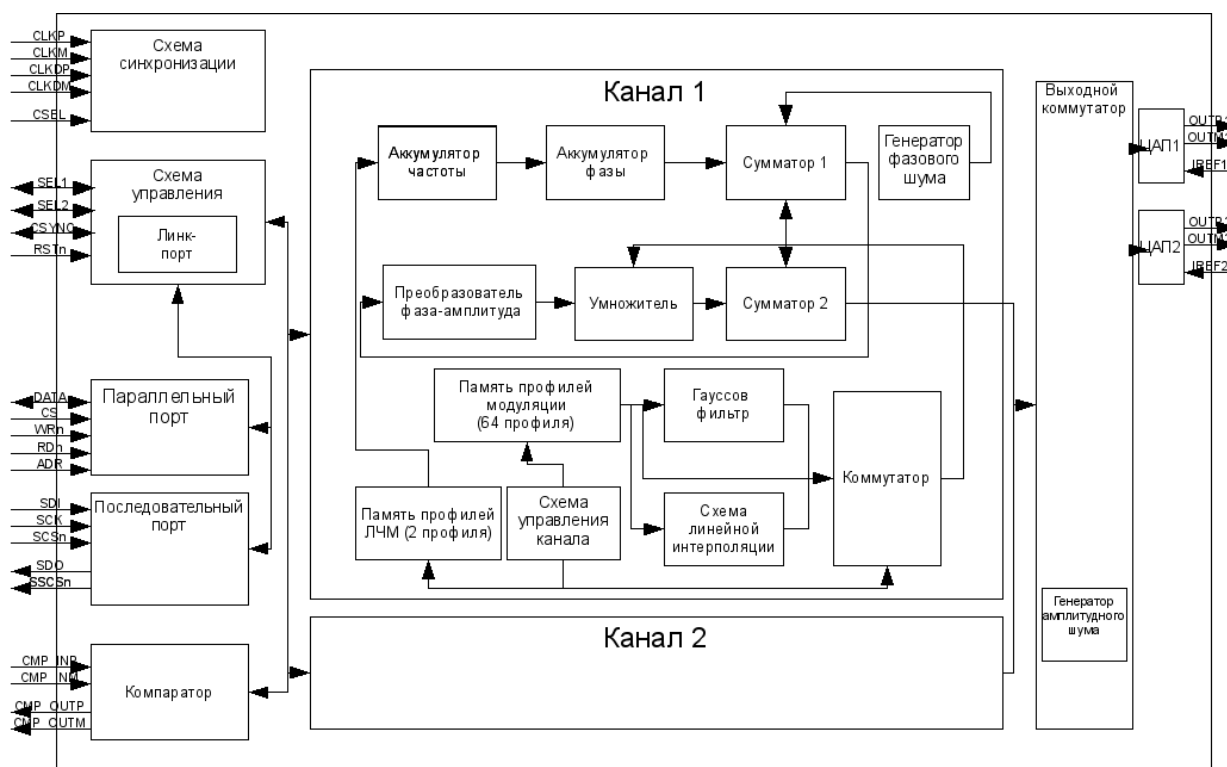 CLKP
CLKM
CLKDP
CLKDM
CSEL
Схема
синхронизации
SEL1
SEL2
CSYNC
RSTn
Схема
управления
Линк-
порт
DATA
CS
WRn
RDn
ADR
Параллельный
порт
SDI
SCK
SCSn
SDO
SSCSn
Последовательный
порт
CMP_INP
CMP_INM
CMP_OUTP
CMP_OUTM
Компаратор
Канал 1
Аккумулятор
частоты
Аккумулятор
фазы
Сумматор 1
Генератор
фазового
шума
Преобразователь
фаза-амплитуда
Умножитель
Сумматор 2
Память профилей
модуляции
(64 профиля)
Гауссов
фильтр
Коммутатор
Память профилей
ЛЧМ (2 профиля)
Схема
управления
канала
Схема
линейной
интерполяции
Канал 2
Выходной
коммутатор
Генератор
амплитудного
шума
ЦАП1
IREF1
ЦАП2
OUTM2
IREF2